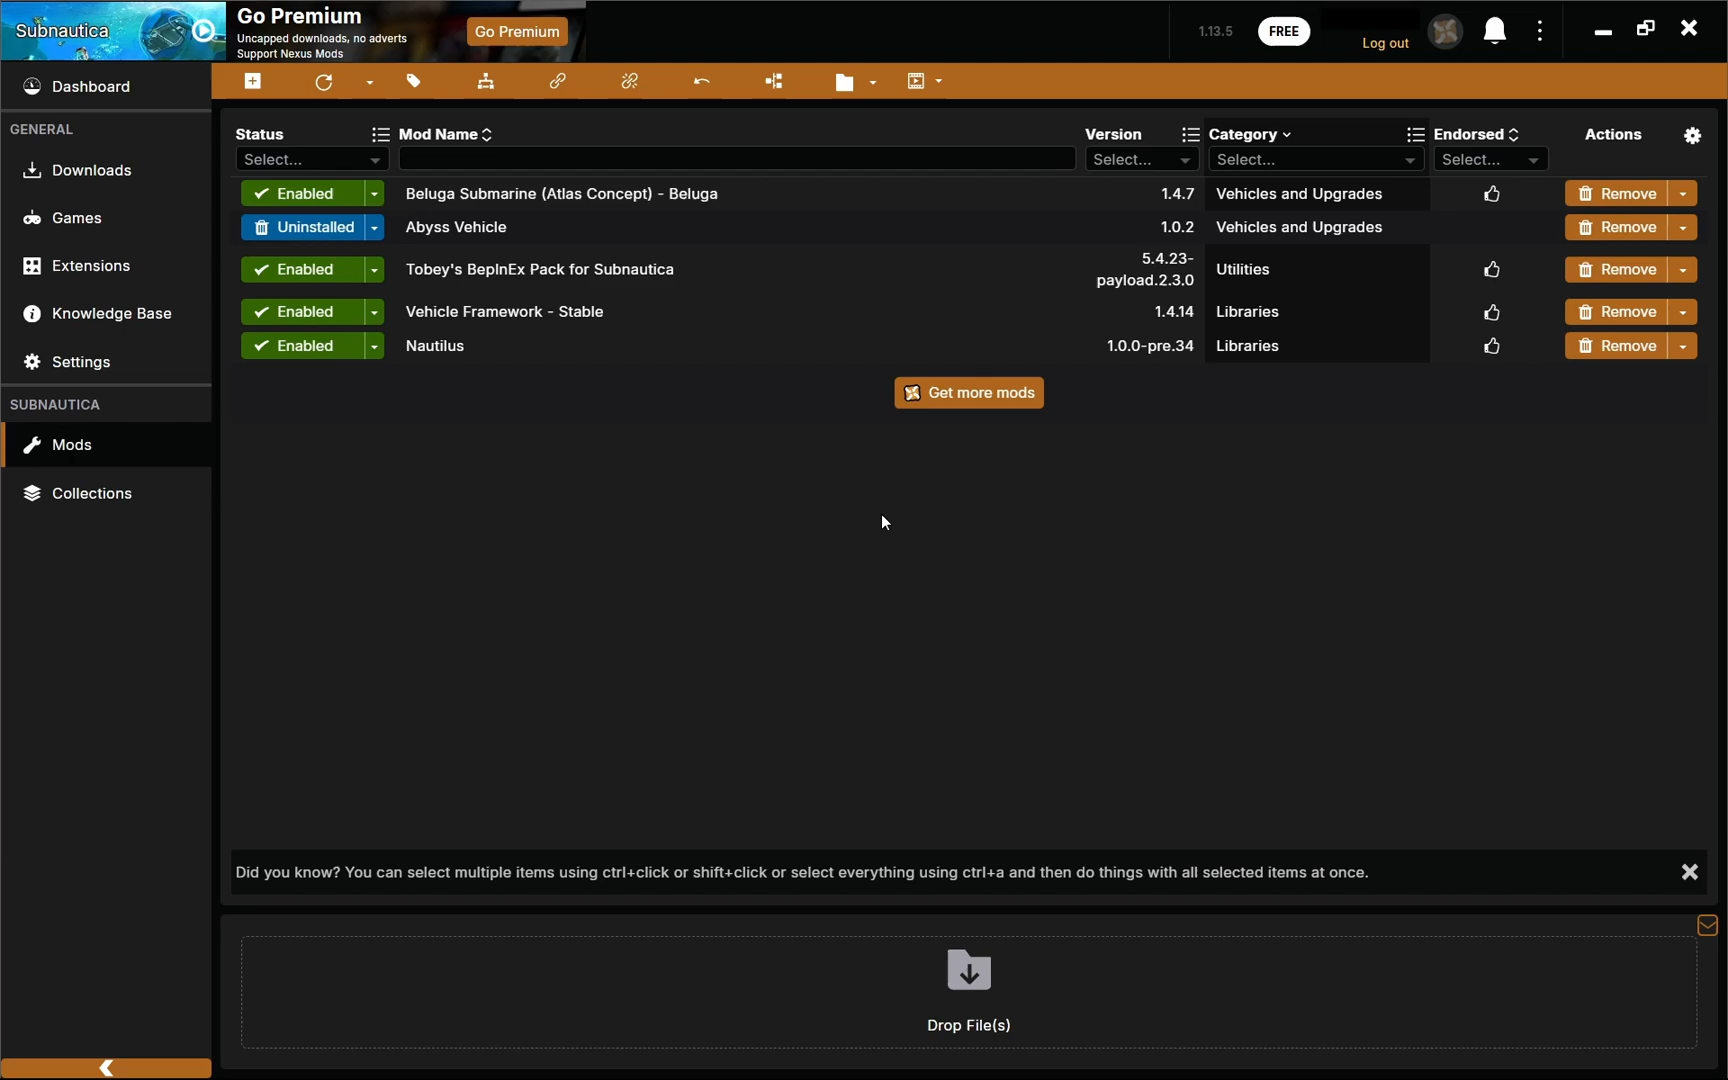 Subnautica
Go Premium
Uncapped downloads, no adverts
Support Nexus Mods
Go Premium
1.13.5
FREE
Log out
Dashboard
GENERAL
Downloads
Games
Extensions
Knowledge Base
Settings
SUBNAUTICA
Mods
Collections
Status Mod Name Version Category Endorsed Actions
Select... Select... Select... Select...
Enabled Beluga Submarine (Atlas Concept) - Beluga 1.4.7 Vehicles and Upgrades Remove
Uninstalled Abyss Vehicle 1.0.2 Vehicles and Upgrades Remove
Enabled Tobey's BepInEx Pack for Subnautica 5.4.23-payload.2.3.0 Utilities Remove
Enabled Vehicle Framework - Stable 1.4.14 Libraries Remove
Enabled Nautilus 1.0.0-pre.34 Libraries Remove
Get more mods
Did you know? You can select multiple items using ctrl+click or shift+click or select everything using ctrl+a and then do things with all selected items at once.
Drop File(s)